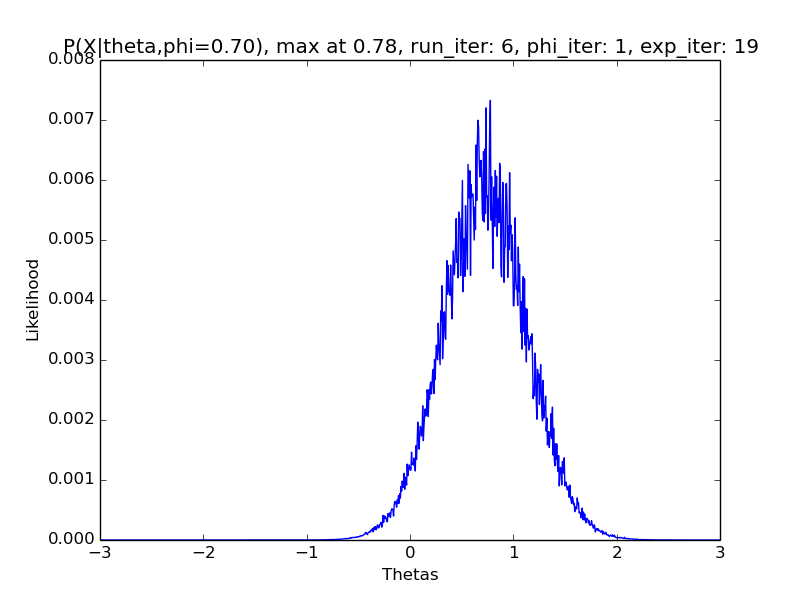 P(X|theta,phi=0.70), max at 0.78, run_iter: 6, phi_iter: 1, exp_iter: 19
0.008
0.007
0.006
0.005
0.004
0.003
0.002
0.001
0.000
Likelihood
−3 −2 −1 0 1 2 3
Thetas